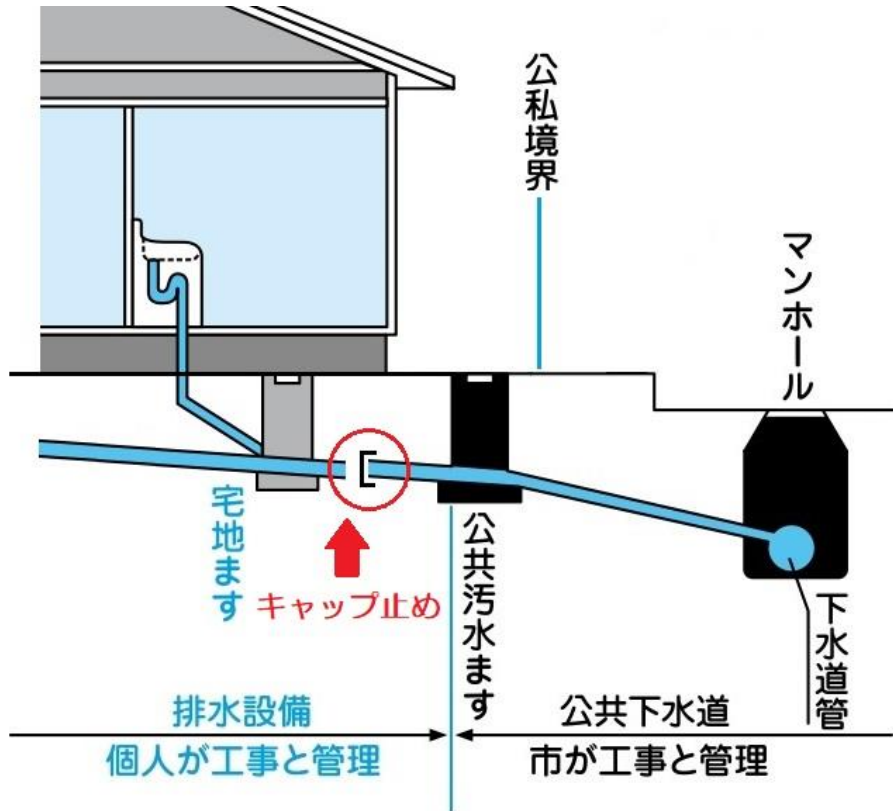 公私境界
マンホール
宅地ます
キャップ止め
公共汚水ます
下水道管
排水設備
個人が工事と管理
公共下水道
市が工事と管理